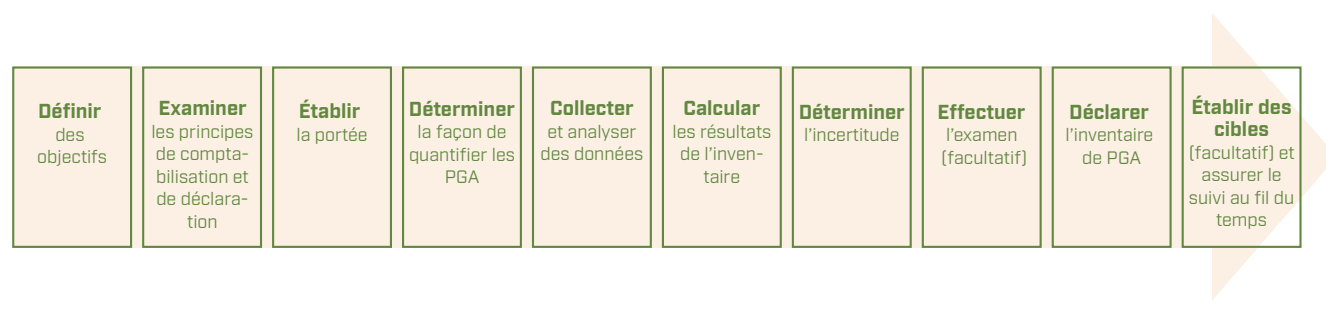 Définir
des
objectifs
Examiner
les principes
de compta-
bilisation et
de déclara-
tion
Établir
la portée
Déterminer
la façon de
quantifier les
PGA
Collecter
et analyser
des données
Calcular
les résultats
de l'inven-
taire
Déterminer
l'incertitude
Effectuer
l'examen
(facultatif)
Déclarer
l'inventaire
de PGA
Établir des
cibles
(facultatif) et
assurer le
suivi au fil du
temps